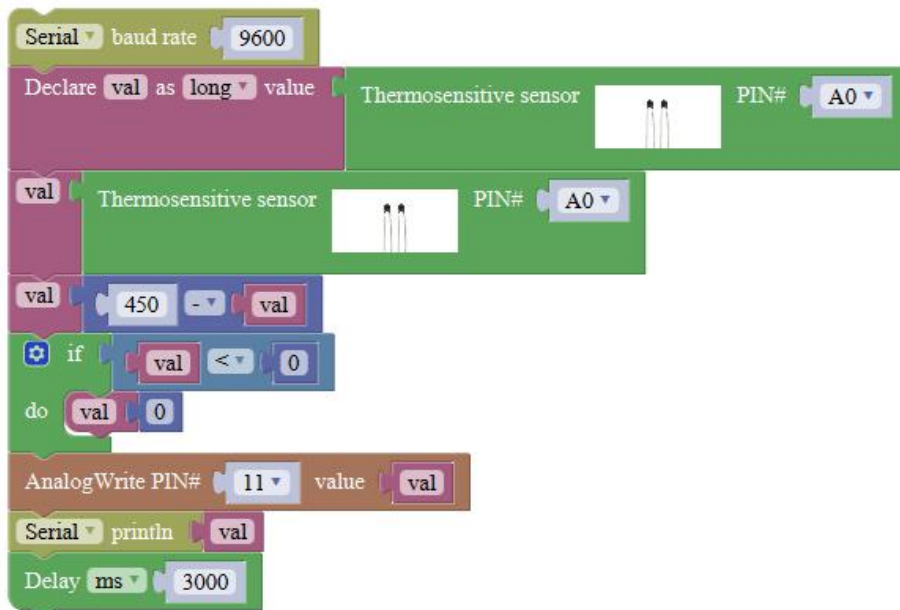 Serial baud rate 9600
Declare val as long value Thermosensitive sensor PIN# A0
val Thermosensitive sensor PIN# A0
val 450 - val
if val < 0
do val 0
AnalogWrite PIN# 11 value val
Serial println val
Delay ms 3000